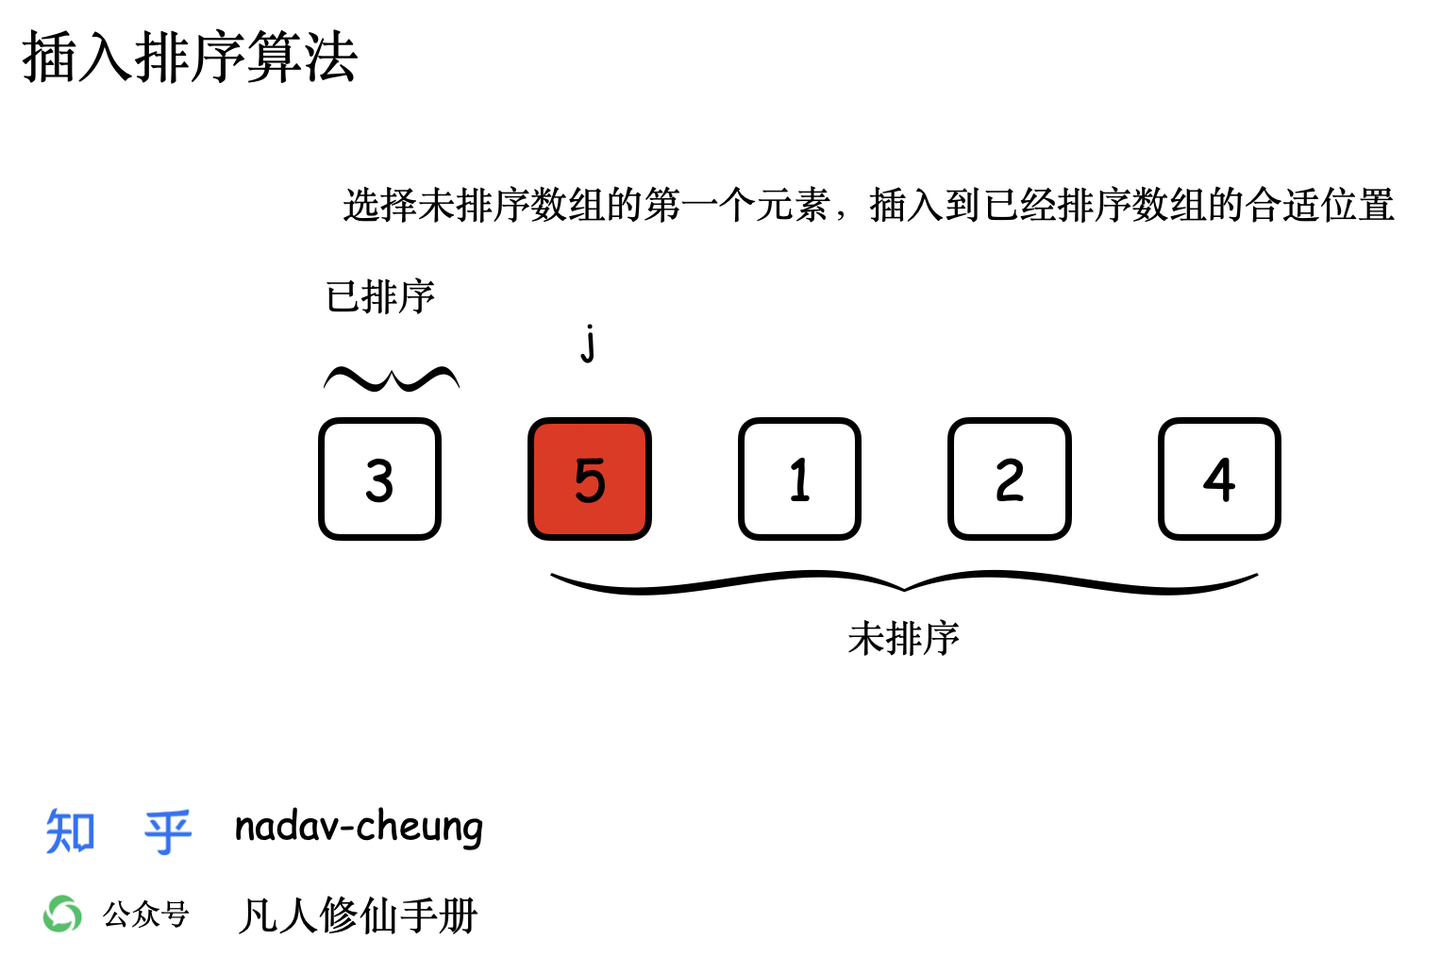 插入排序算法
选择未排序数组的第一个元素，插入到已经排序数组的合适位置
已排序
j
3 5 1 2 4
未排序
知乎 nadav-cheung
公众号 凡人修仙手册